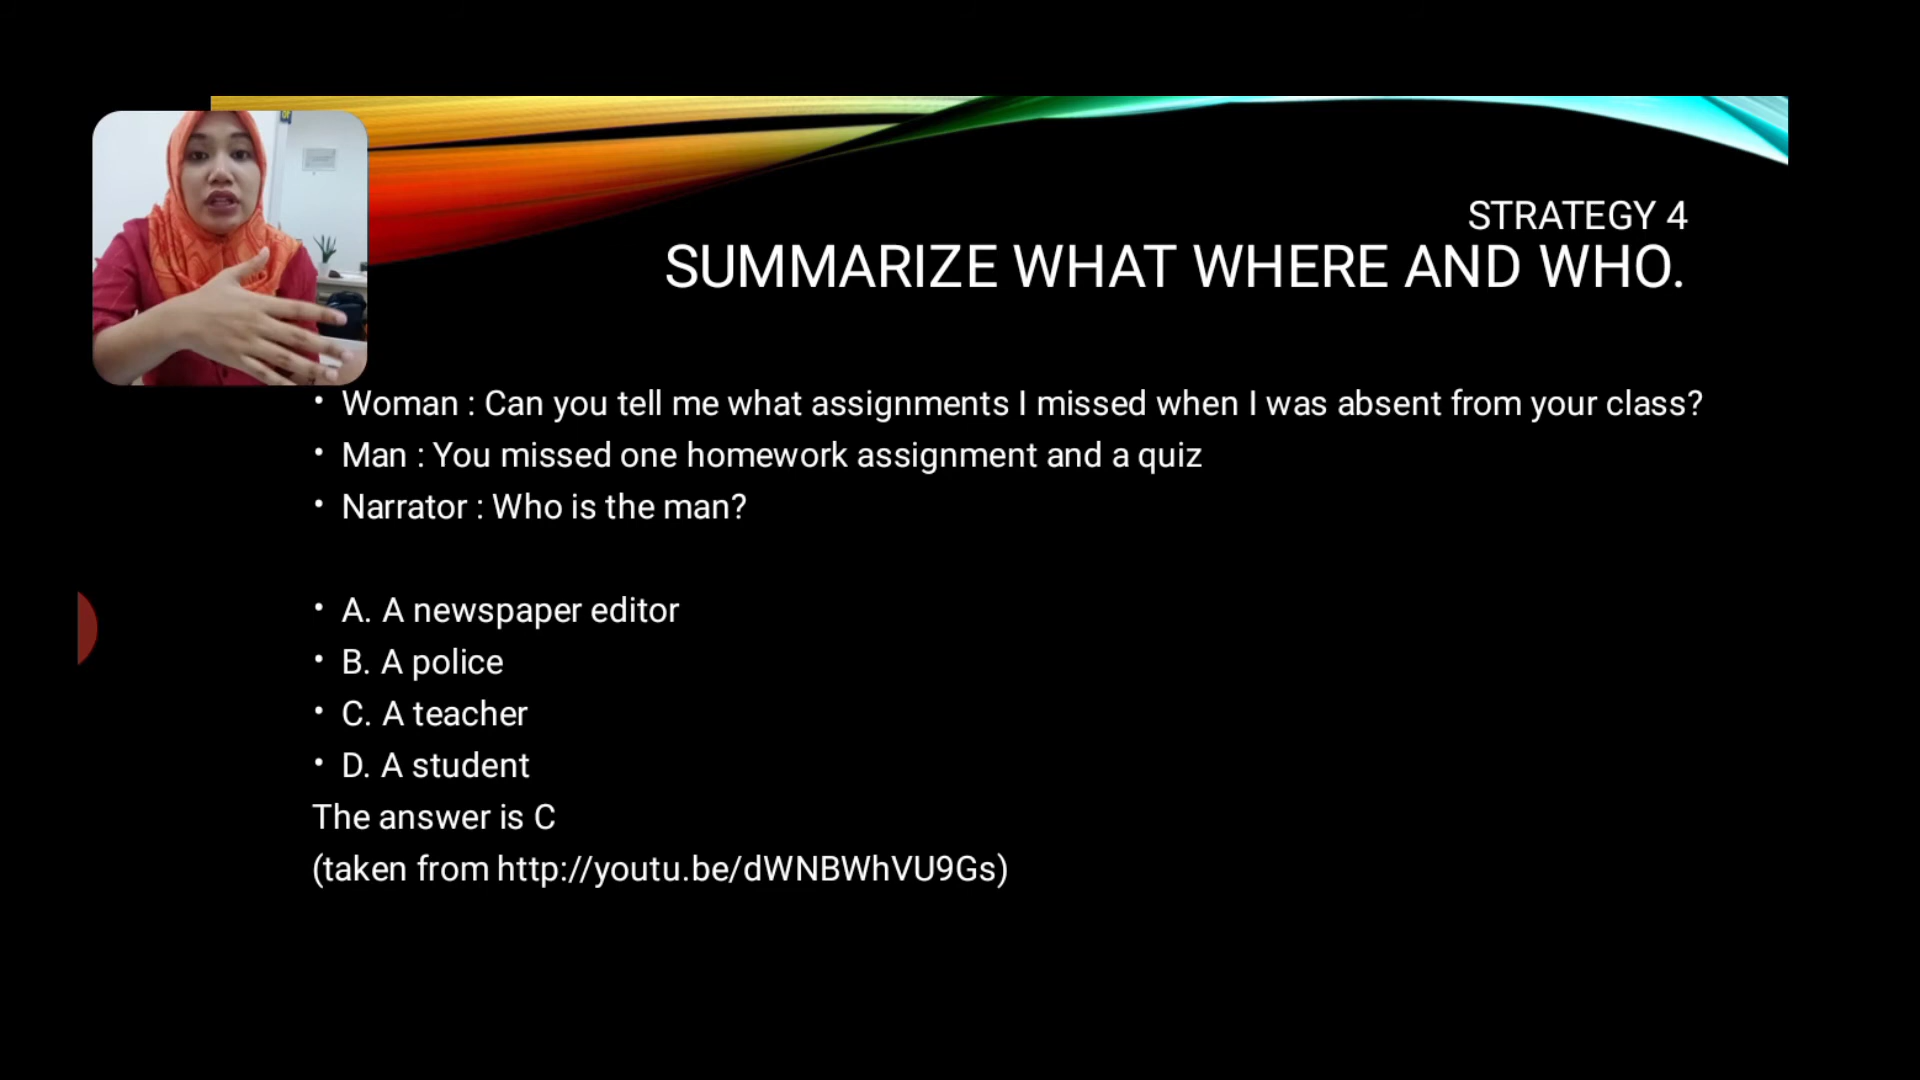 STRATEGY 4
SUMMARIZE WHAT WHERE AND WHO.
• Woman : Can you tell me what assignments I missed when I was absent from your class?
• Man : You missed one homework assignment and a quiz
• Narrator : Who is the man?
• A. A newspaper editor
• B. A police
• C. A teacher
• D. A student
The answer is C
(taken from http://youtu.be/dWNBWhVU9Gs)